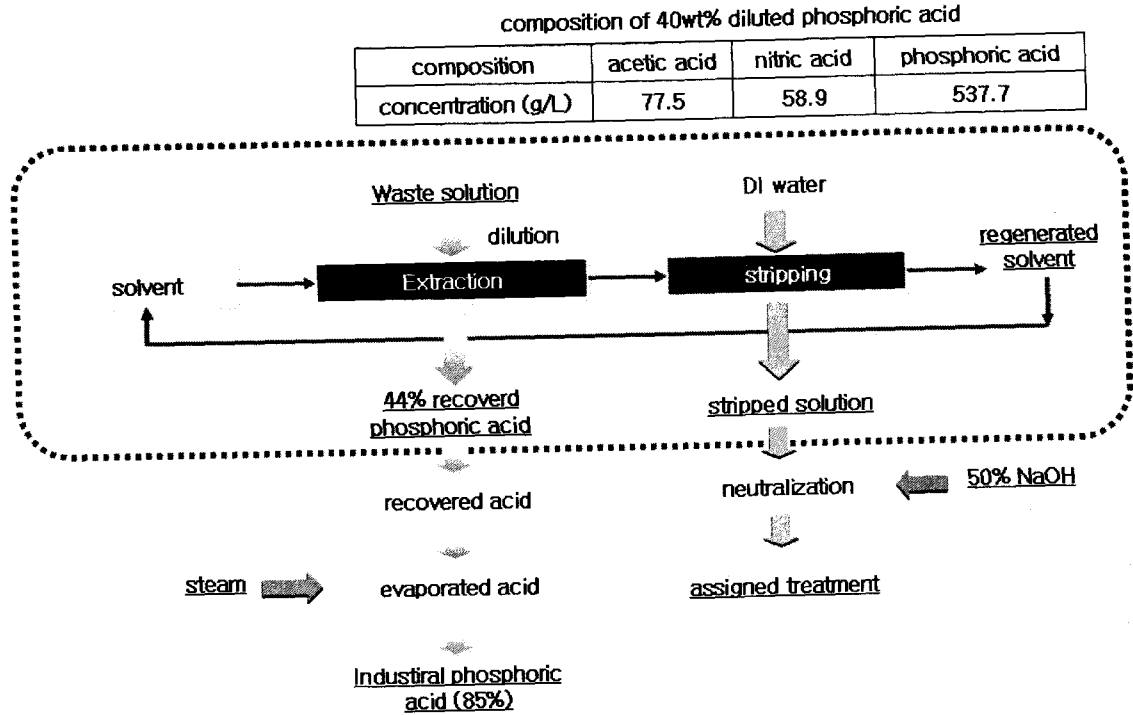 composition of 40wt% diluted phosphoric acid
composition acetic acid nitric acid phosphoric acid
concentration (g/L) 77.5 58.9 537.7
Waste solution
DI water
dilution
regenerated
solvent
solvent
Extraction
stripping
44% recoverd
phosphoric acid
stripped solution
recovered acid
neutralization
50% NaOH
steam
evaporated acid
assigned treatment
Industiral phosphoric
acid (85%)